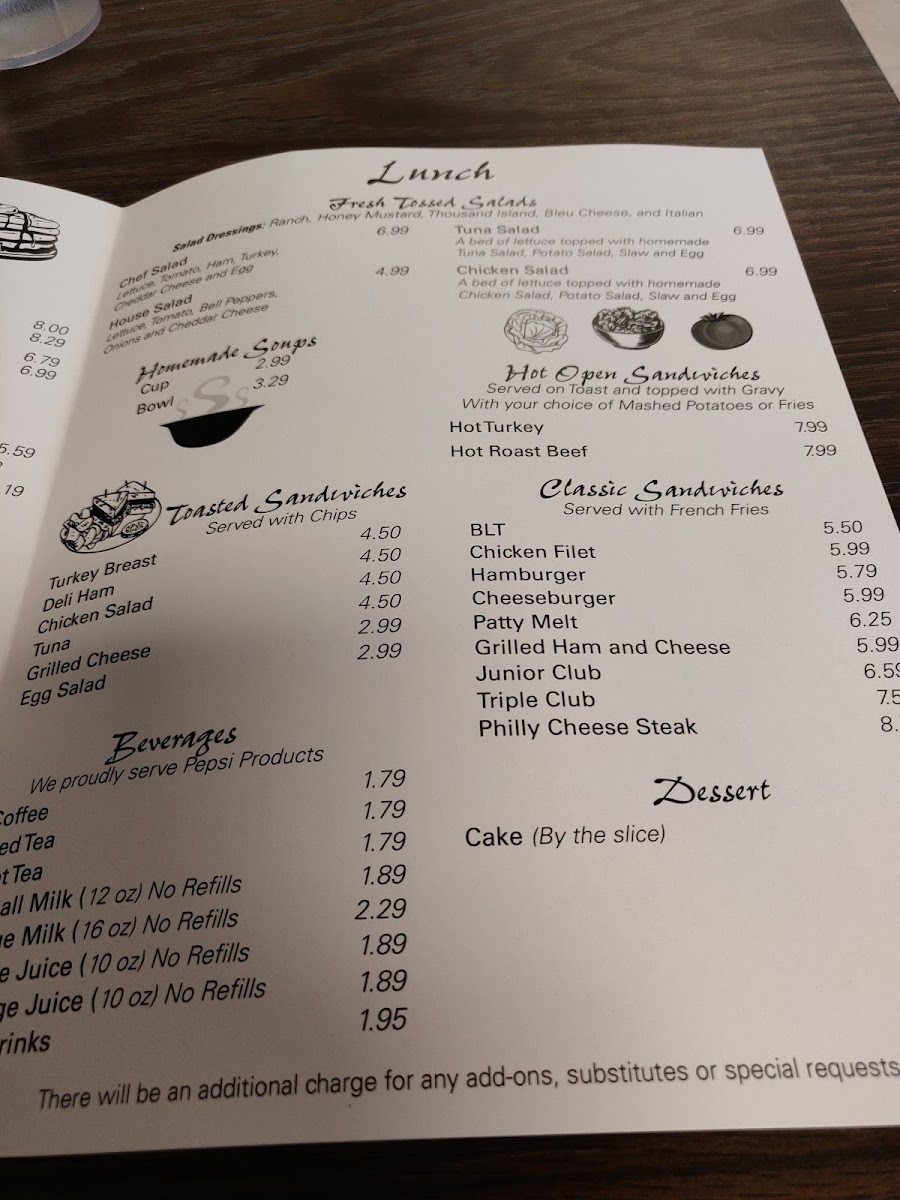 8.00
8.29
6.79
6.99
5.59
19
Lunch
Fresh Tossed Salads
Salad Dressings: Ranch, Honey Mustard, Thousand Island, Bleu Cheese, and Italian
Chef Salad 6.99
Lettuce, Tomato, Ham, Turkey,
Cheddar Cheese and Egg
House Salad 4.99
Lettuce, Tomato, Bell Peppers,
Onions and Cheddar Cheese
Tuna Salad 6.99
A bed of lettuce topped with homemade
Tuna Salad, Potato Salad, Slaw and Egg
Chicken Salad 6.99
A bed of lettuce topped with homemade
Chicken Salad, Potato Salad, Slaw and Egg
Homemade Soups
Cup 2.99
Bowl 3.29
Hot Open Sandwiches
Served on Toast and topped with Gravy
With your choice of Mashed Potatoes or Fries
Hot Turkey 7.99
Hot Roast Beef 7.99
Toasted Sandwiches
Served with Chips
Turkey Breast 4.50
Deli Ham 4.50
Chicken Salad 4.50
Tuna 4.50
Grilled Cheese 2.99
Egg Salad 2.99
Classic Sandwiches
Served with French Fries
BLT 5.50
Chicken Filet 5.99
Hamburger 5.79
Cheeseburger 5.99
Patty Melt 6.25
Grilled Ham and Cheese 5.99
Junior Club 6.59
Triple Club 7.5
Philly Cheese Steak 8.
Beverages
We proudly serve Pepsi Products
Coffee 1.79
ed Tea 1.79
t Tea 1.79
all Milk (12 oz) No Refills 1.89
ge Milk (16 oz) No Refills 2.29
e Juice (10 oz) No Refills 1.89
ge Juice (10 oz) No Refills 1.89
rinks 1.95
Dessert
Cake (By the slice)
There will be an additional charge for any add-ons, substitutes or special requests